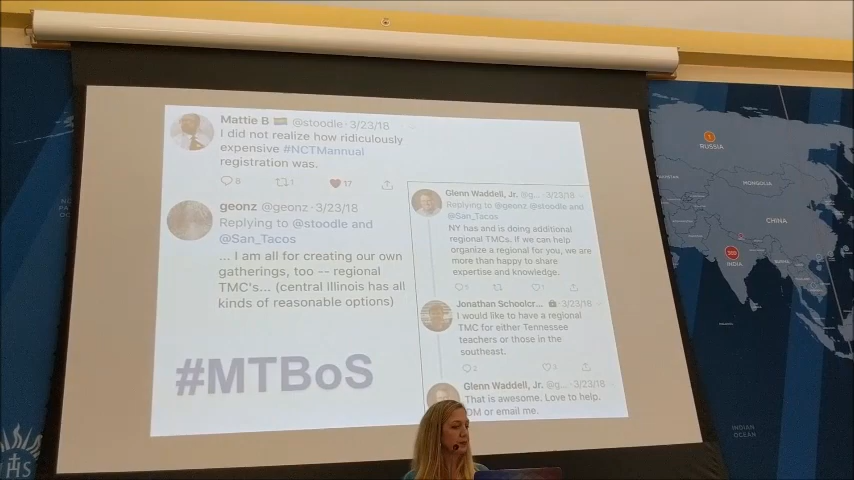 Mattie B @stoodle · 3/23/18
I did not realize how ridiculously
expensive #NCTMannual
registration was.
8 1 17
geonz @geonz · 3/23/18
Replying to @stoodle and
@San_Tacos
... I am all for creating our own
gatherings, too -- regional
TMC's... (central Illinois has all
kinds of reasonable options)
#MTBoS
Glenn Waddell, Jr. @g... · 3/23/18
Replying to @geonz @stoodle and
@San_Tacos
NY has and is doing additional
regional TMCs. If we can help
organize a regional for you, we are
more than happy to share
expertise and knowledge.
1 1
Jonathan Schoolcr... · 3/23/18
I would like to have a regional
TMC for either Tennessee
teachers or those in the
southeast.
2 3
Glenn Waddell, Jr. @g... · 3/23/18
That is awesome. Love to help.
DM or email me.
RUSSIA
MONGOLIA
CHINA
INDIA
INDIAN
OCEAN